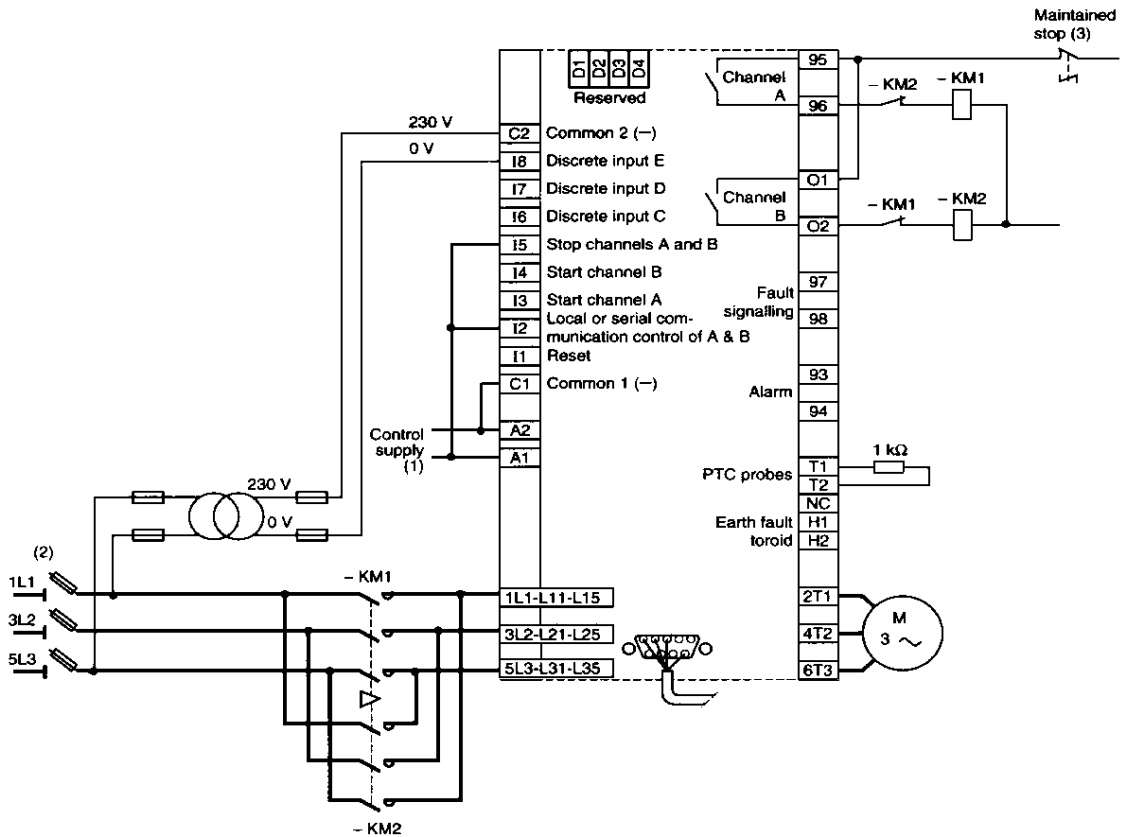 Maintained
stop (3)
D1 D2 D3 D4
Reserved
95
Channel
A
96
– KM2
– KM1
230 V
C2 Common 2 (–)
0 V
I8 Discrete input E
I7 Discrete input D
I6 Discrete input C
I5 Stop channels A and B
I4 Start channel B
I3 Start channel A
I2 Local or serial com-
munication control of A & B
I1 Reset
C1 Common 1 (–)
O1
Channel
B
O2
– KM1
– KM2
97
Fault
signalling
98
93
Alarm
94
Control
supply
(1)
A2
A1
PTC probes
T1
T2
1 kΩ
NC
Earth fault
toroid
H1
H2
230 V
0 V
(2)
1L1
3L2
5L3
– KM1
1L1-L11-L15
3L2-L21-L25
5L3-L31-L35
2T1
4T2
6T3
M
3 ~
– KM2